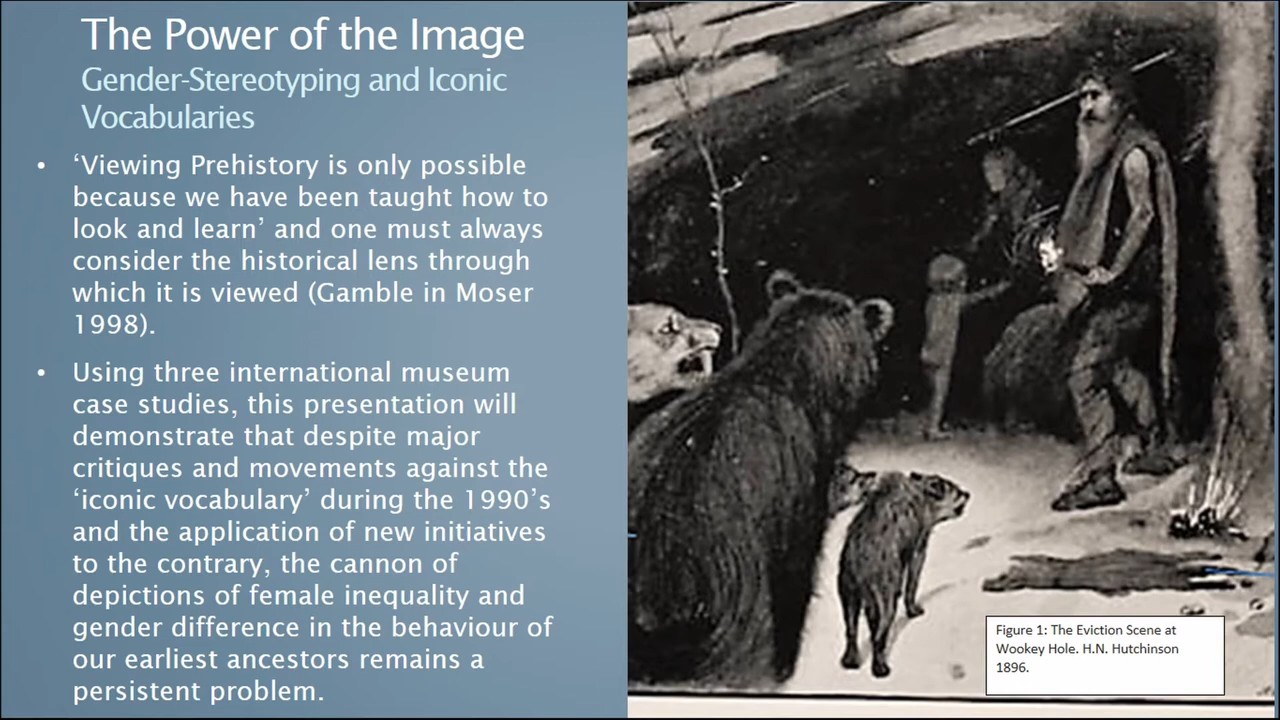 The Power of the Image
Gender-Stereotyping and Iconic
Vocabularies
• ‘Viewing Prehistory is only possible
because we have been taught how to
look and learn’ and one must always
consider the historical lens through
which it is viewed (Gamble in Moser
1998).
• Using three international museum
case studies, this presentation will
demonstrate that despite major
critiques and movements against the
‘iconic vocabulary’ during the 1990’s
and the application of new initiatives
to the contrary, the cannon of
depictions of female inequality and
gender difference in the behaviour of
our earliest ancestors remains a
persistent problem.
Figure 1: The Eviction Scene at
Wookey Hole. H.N. Hutchinson
1896.